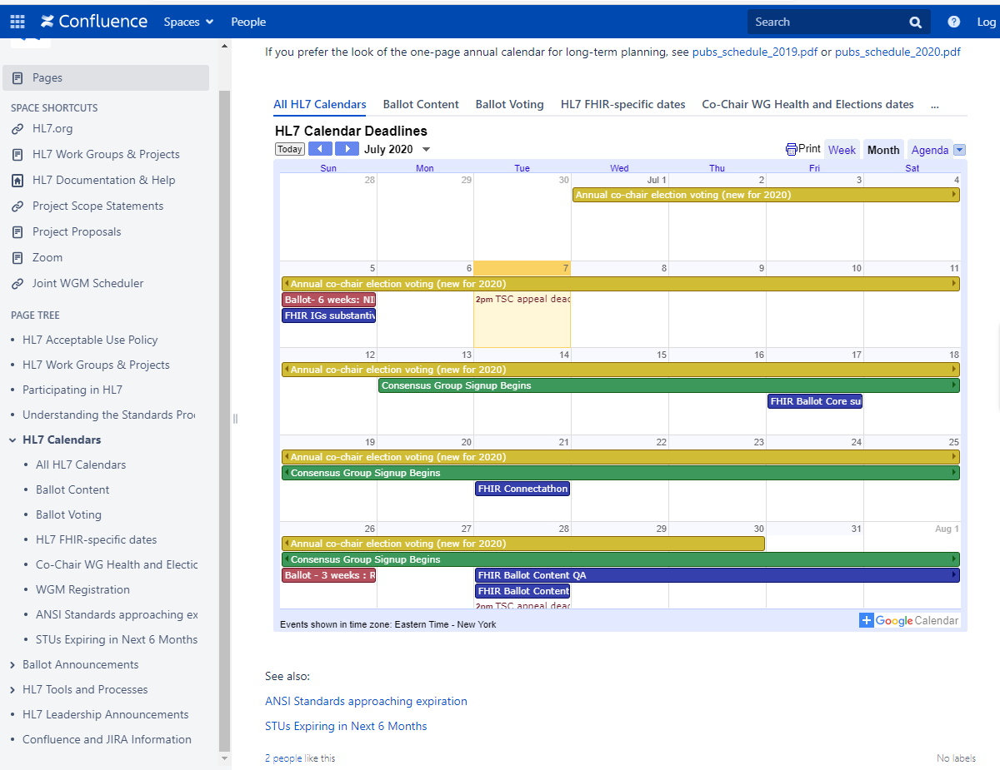 Confluence Spaces People Search Log
Pages
SPACE SHORTCUTS
HL7.org
HL7 Work Groups & Projects
HL7 Documentation & Help
Project Scope Statements
Project Proposals
Zoom
Joint WGM Scheduler
PAGE TREE
HL7 Acceptable Use Policy
HL7 Work Groups & Projects
Participating in HL7
Understanding the Standards Proc
HL7 Calendars
All HL7 Calendars
Ballot Content
Ballot Voting
HL7 FHIR-specific dates
Co-Chair WG Health and Electic
WGM Registration
ANSI Standards approaching ex
STUs Expiring in Next 6 Months
Ballot Announcements
HL7 Tools and Processes
HL7 Leadership Announcements
Confluence and JIRA Information
If you prefer the look of the one-page annual calendar for long-term planning, see pubs_schedule_2019.pdf or pubs_schedule_2020.pdf
All HL7 Calendars Ballot Content Ballot Voting HL7 FHIR-specific dates Co-Chair WG Health and Elections dates ...
HL7 Calendar Deadlines
Today July 2020 Print Week Month Agenda
Sun Mon Tue Wed Thu Fri Sat
28 29 30 Jul 1 2 3 4
Annual co-chair election voting (new for 2020)
5 6 7 8 9 10 11
Annual co-chair election voting (new for 2020)
Ballot- 6 weeks: NI 2pm TSC appeal deac
FHIR IGs substantiv
12 13 14 15 16 17 18
Annual co-chair election voting (new for 2020)
Consensus Group Signup Begins
FHIR Ballot Core su
19 20 21 22 23 24 25
Annual co-chair election voting (new for 2020)
Consensus Group Signup Begins
FHIR Connectathon
26 27 28 29 30 31 Aug 1
Annual co-chair election voting (new for 2020)
Consensus Group Signup Begins
Ballot - 3 weeks : R FHIR Ballot Content QA
FHIR Ballot Content
2pm TSC appeal deac
Events shown in time zone: Eastern Time - New York
Google Calendar
See also:
ANSI Standards approaching expiration
STUs Expiring in Next 6 Months
2 people like this No labels